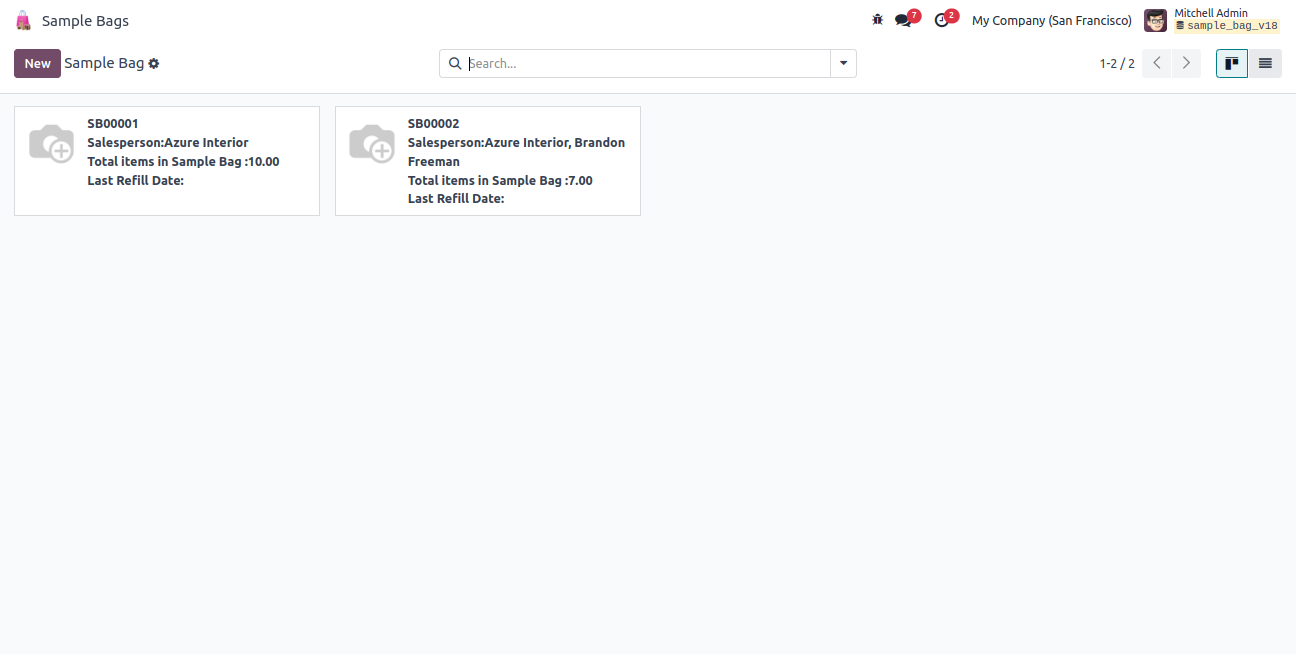 Sample Bags
7
2
My Company (San Francisco)
Mitchell Admin
sample_bag_v18
New
Sample Bag
Search...
1-2 / 2
SB00001
Salesperson:Azure Interior
Total items in Sample Bag :10.00
Last Refill Date:
SB00002
Salesperson:Azure Interior, Brandon
Freeman
Total items in Sample Bag :7.00
Last Refill Date: